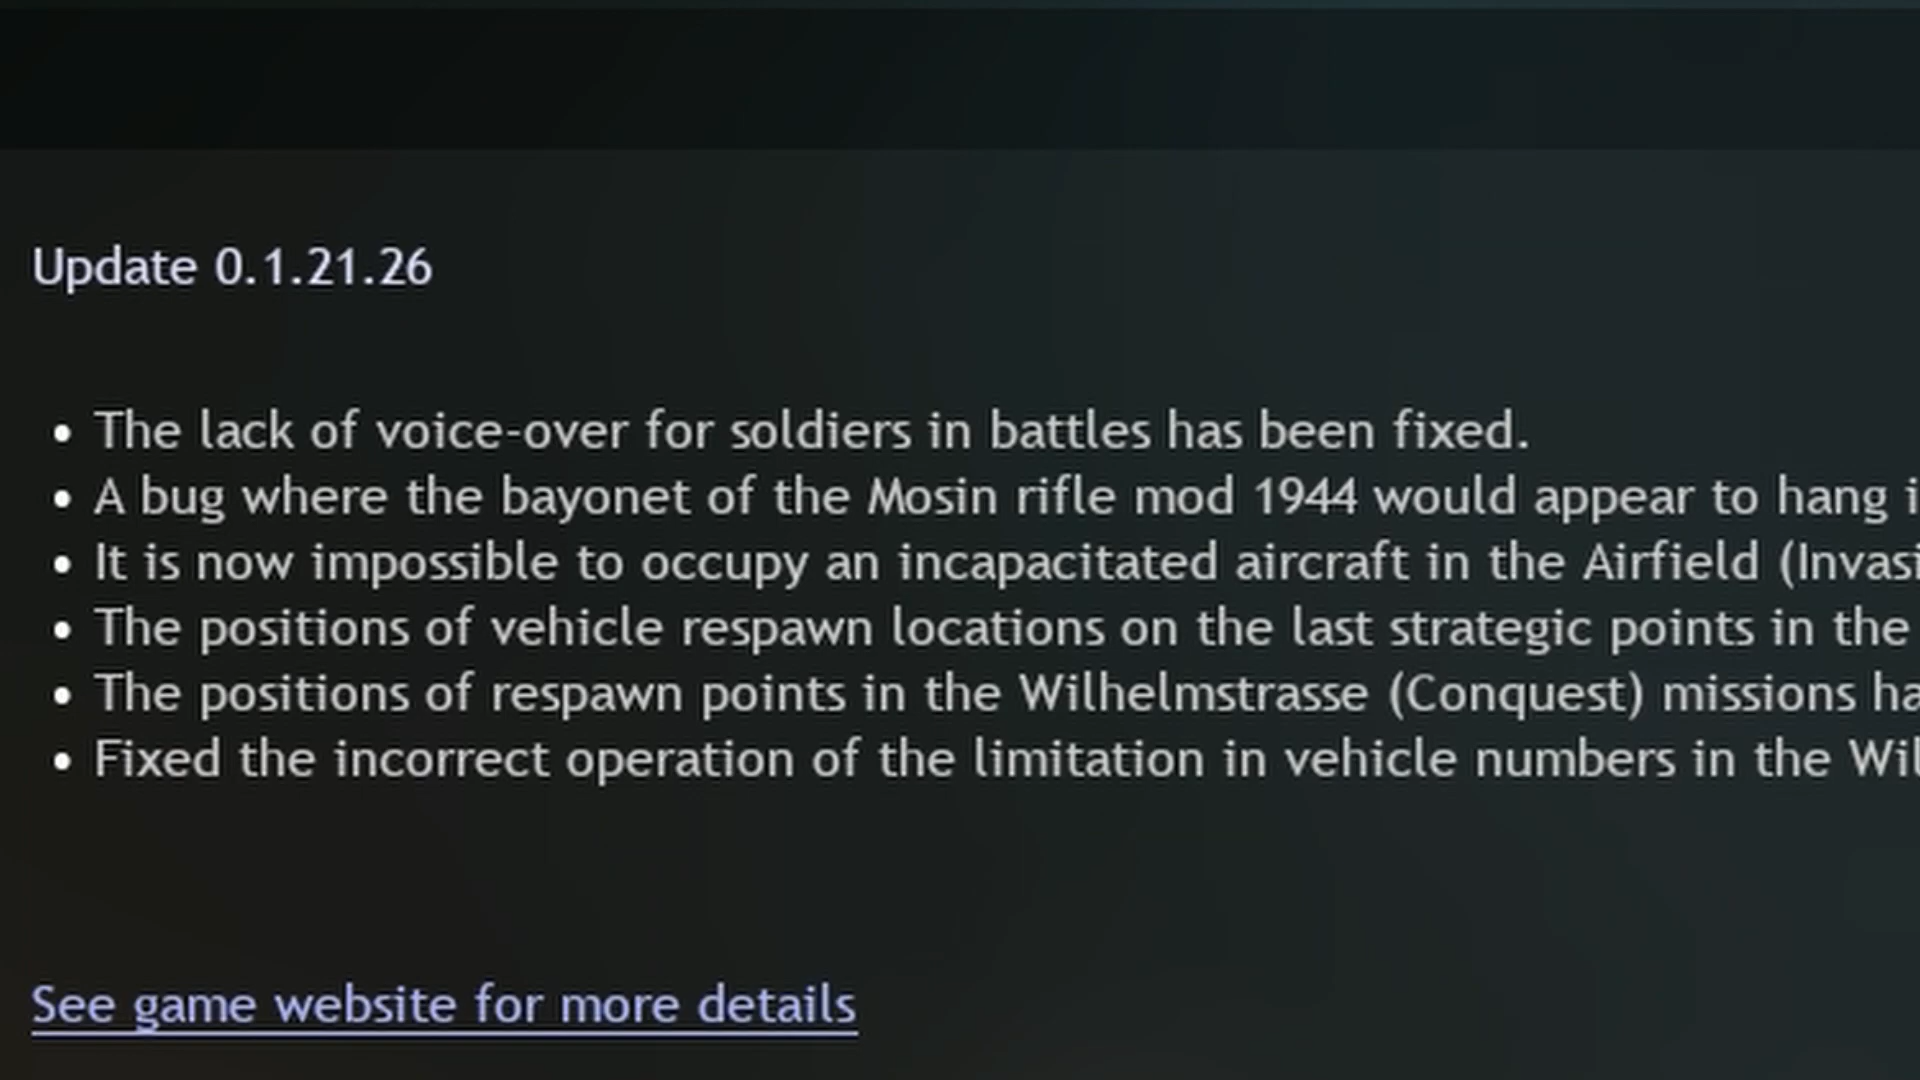 Update 0.1.21.26
• The lack of voice-over for soldiers in battles has been fixed.
• A bug where the bayonet of the Mosin rifle mod 1944 would appear to hang
• It is now impossible to occupy an incapacitated aircraft in the Airfield
• The positions of vehicle respawn locations on the last strategic points in the
• The positions of respawn points in the Wilhelmstrasse (Conquest) missions
• Fixed the incorrect operation of the limitation in vehicle numbers in the
See game website for more details